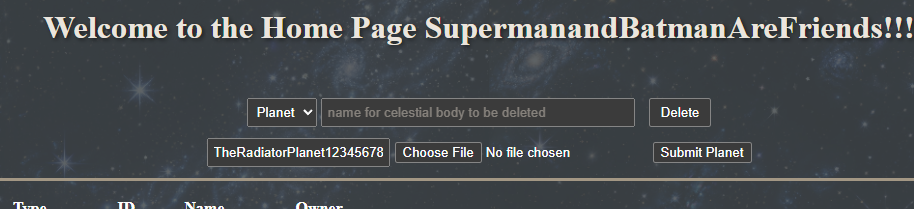 Welcome to the Home Page SupermanandBatmanAreFriends!!!
Planet name for celestial body to be deleted Delete
TheRadiatorPlanet12345678 Choose File No file chosen Submit Planet
Type ID Name Owner